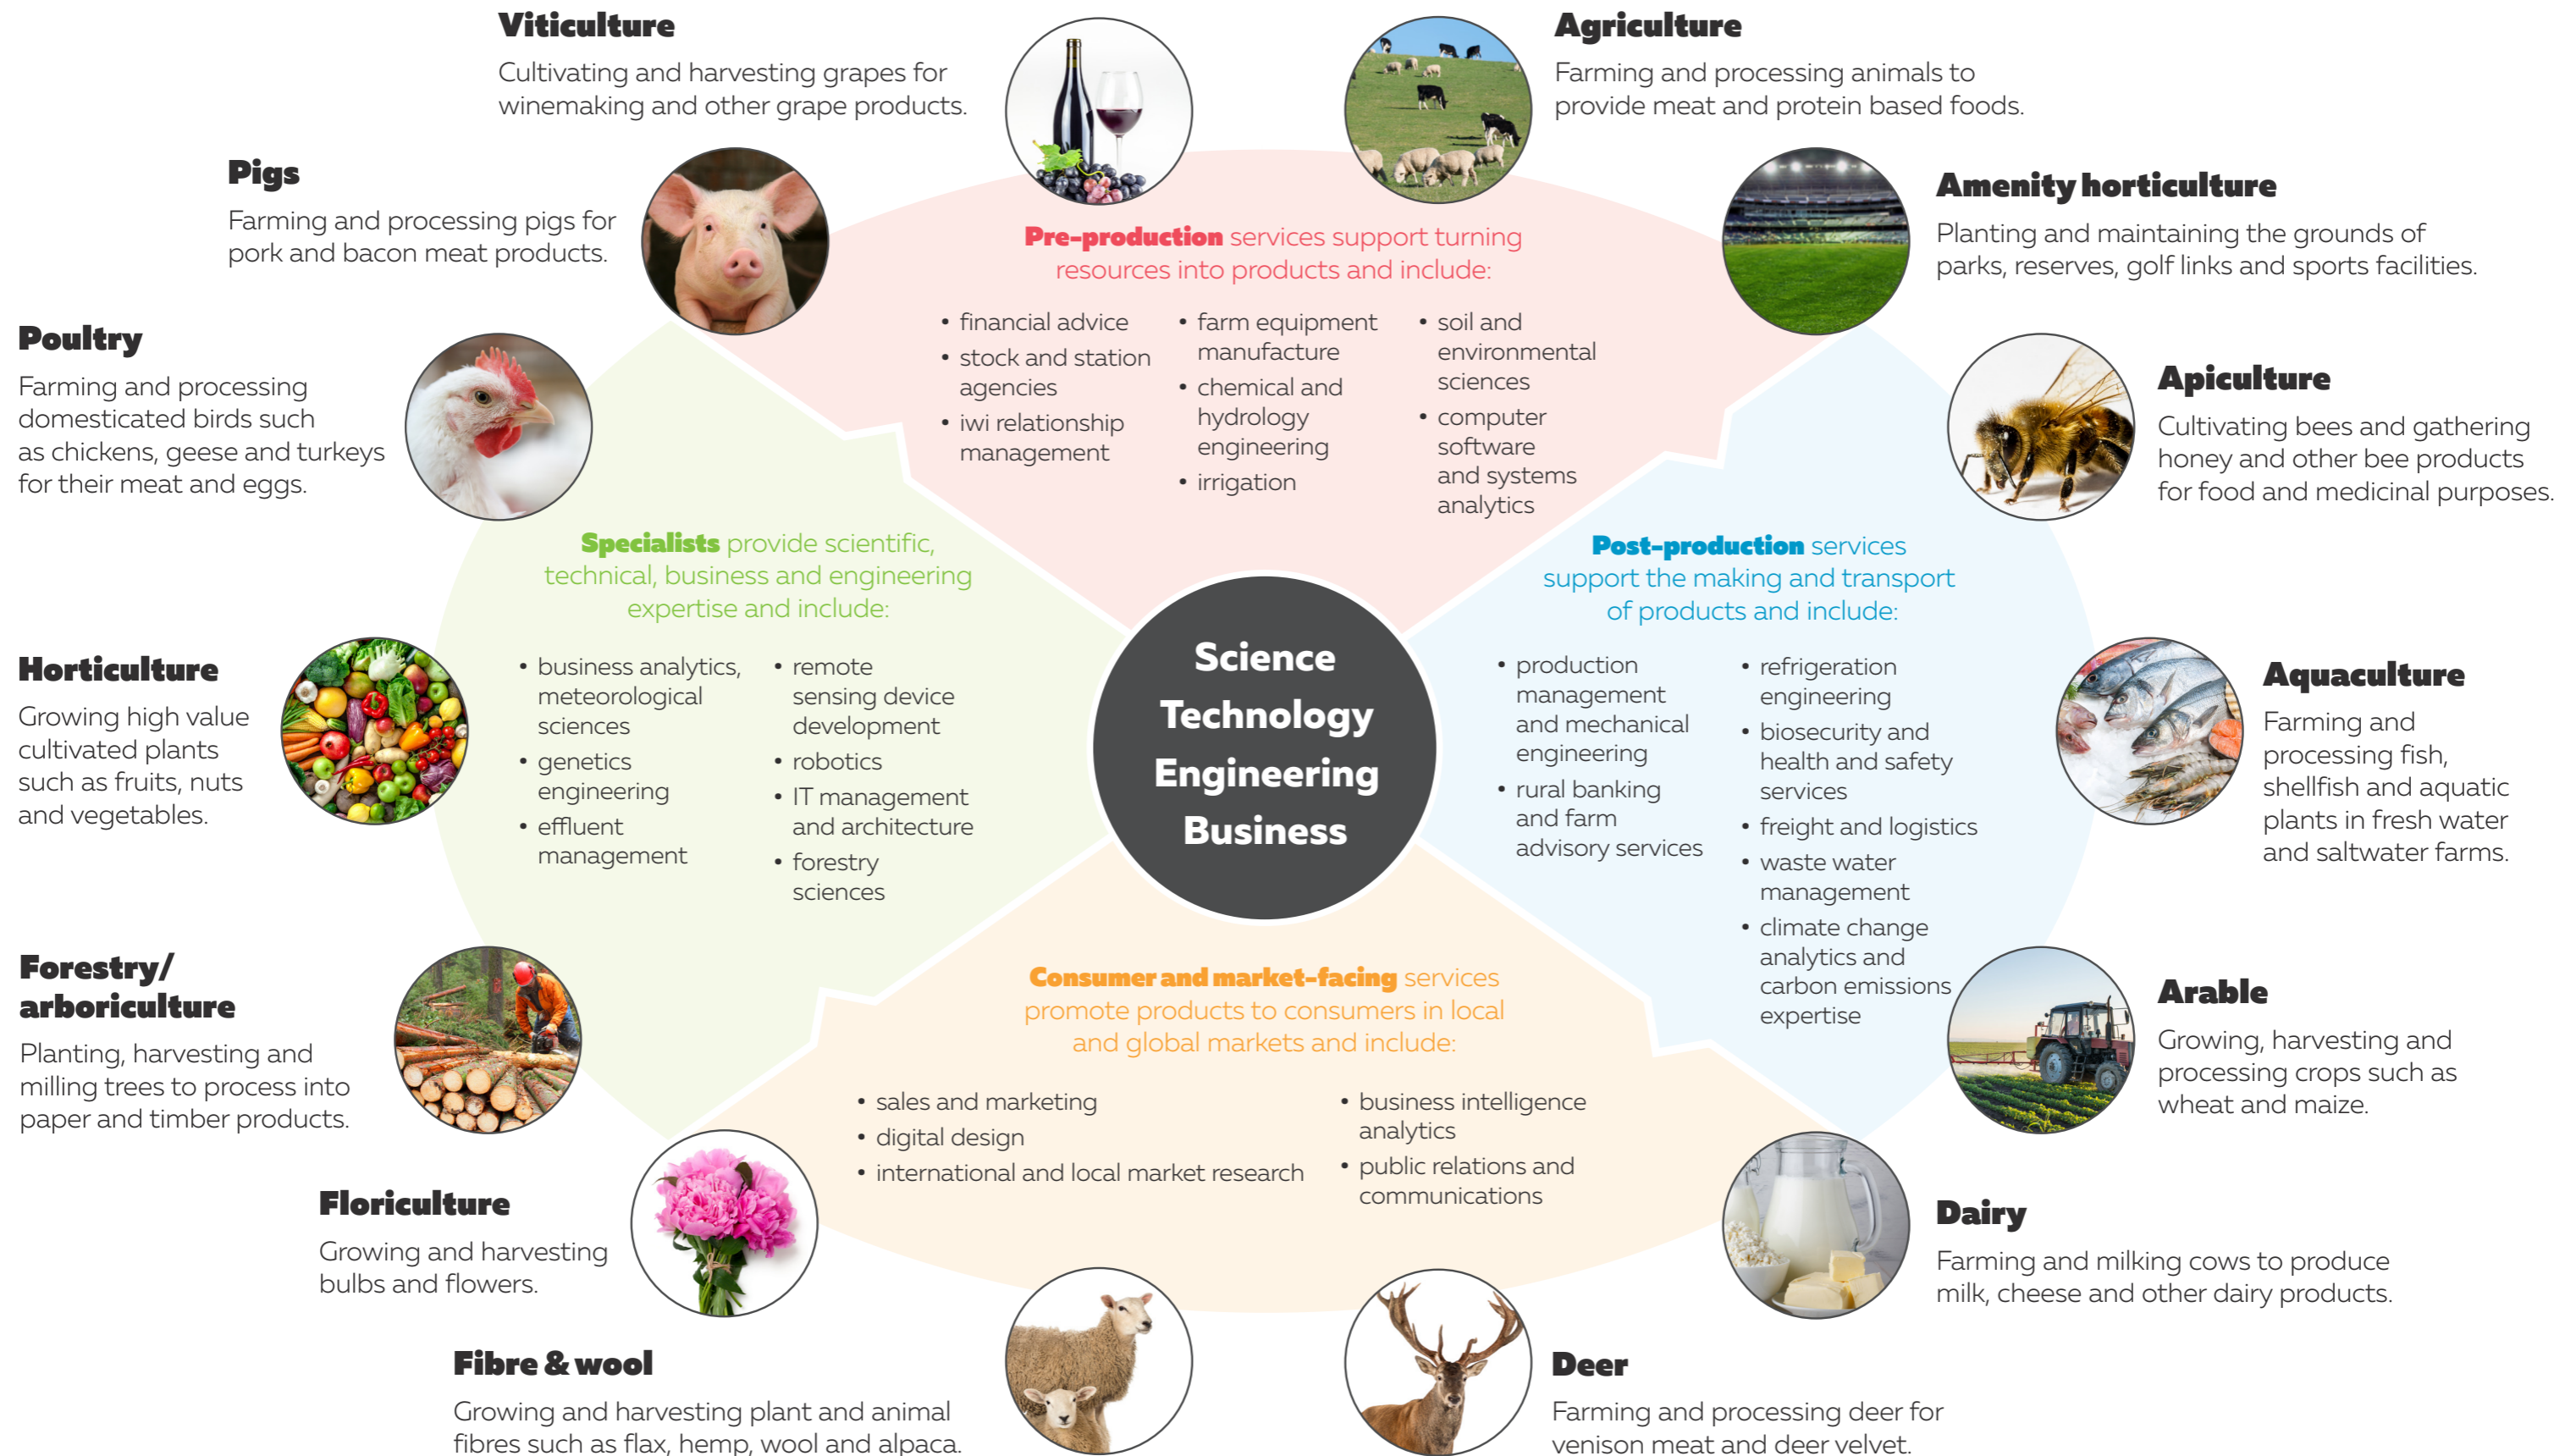 Viticulture
Cultivating and harvesting grapes for
winemaking and other grape products.
Agriculture
Farming and processing animals to
provide meat and protein based foods.
Pigs
Farming and processing pigs for
pork and bacon meat products.
Amenity horticulture
Planting and maintaining the grounds of
parks, reserves, golf links and sports facilities.
Poultry
Farming and processing
domesticated birds such
as chickens, geese and turkeys
for their meat and eggs.
Apiculture
Cultivating bees and gathering
honey and other bee products
for food and medicinal purposes.
Pre-production services support turning
resources into products and include:
• financial advice
• stock and station
agencies
• iwi relationship
management
• farm equipment
manufacture
• chemical and
hydrology
engineering
• irrigation
• soil and
environmental
sciences
• computer
software
and systems
analytics
Specialists provide scientific,
technical, business and engineering
expertise and include:
• business analytics,
meteorological
sciences
• genetics
engineering
• effluent
management
• remote
sensing device
development
• robotics
• IT management
and architecture
• forestry
sciences
Science
Technology
Engineering
Business
Post-production services
support the making and transport
of products and include:
• production
management
and mechanical
engineering
• rural banking
and farm
advisory services
• refrigeration
engineering
• biosecurity and
health and safety
services
• freight and logistics
• waste water
management
• climate change
analytics and
carbon emissions
expertise
Horticulture
Growing high value
cultivated plants
such as fruits, nuts
and vegetables.
Aquaculture
Farming and
processing fish,
shellfish and aquatic
plants in fresh water
and saltwater farms.
Forestry/
arboriculture
Planting, harvesting and
milling trees to process into
paper and timber products.
Arable
Growing, harvesting and
processing crops such as
wheat and maize.
Consumer and market-facing services
promote products to consumers in local
and global markets and include:
• sales and marketing
• digital design
• international and local market research
• business intelligence
analytics
• public relations and
communications
Floriculture
Growing and harvesting
bulbs and flowers.
Dairy
Farming and milking cows to produce
milk, cheese and other dairy products.
Fibre & wool
Growing and harvesting plant and animal
fibres such as flax, hemp, wool and alpaca.
Deer
Farming and processing deer for
venison meat and deer velvet.